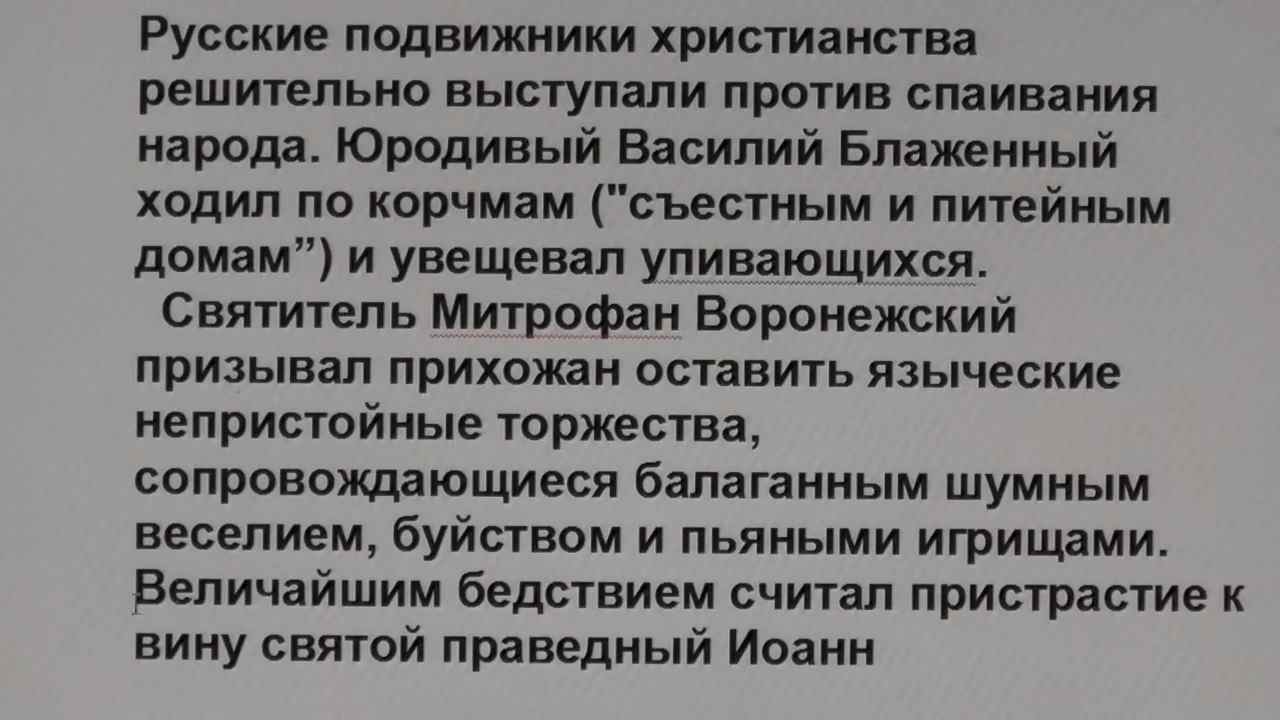 Русские подвижники христианства
решительно выступали против спаивания
народа. Юродивый Василий Блаженный
ходил по корчмам ("съестным и питейным
домам”) и увещевал упивающихся.
Святитель Митрофан Воронежский
призывал прихожан оставить языческие
непристойные торжества,
сопровождающиеся балаганным шумным
веселием, буйством и пьяными игрищами.
Величайшим бедствием считал пристрастие к
вину святой праведный Иоанн